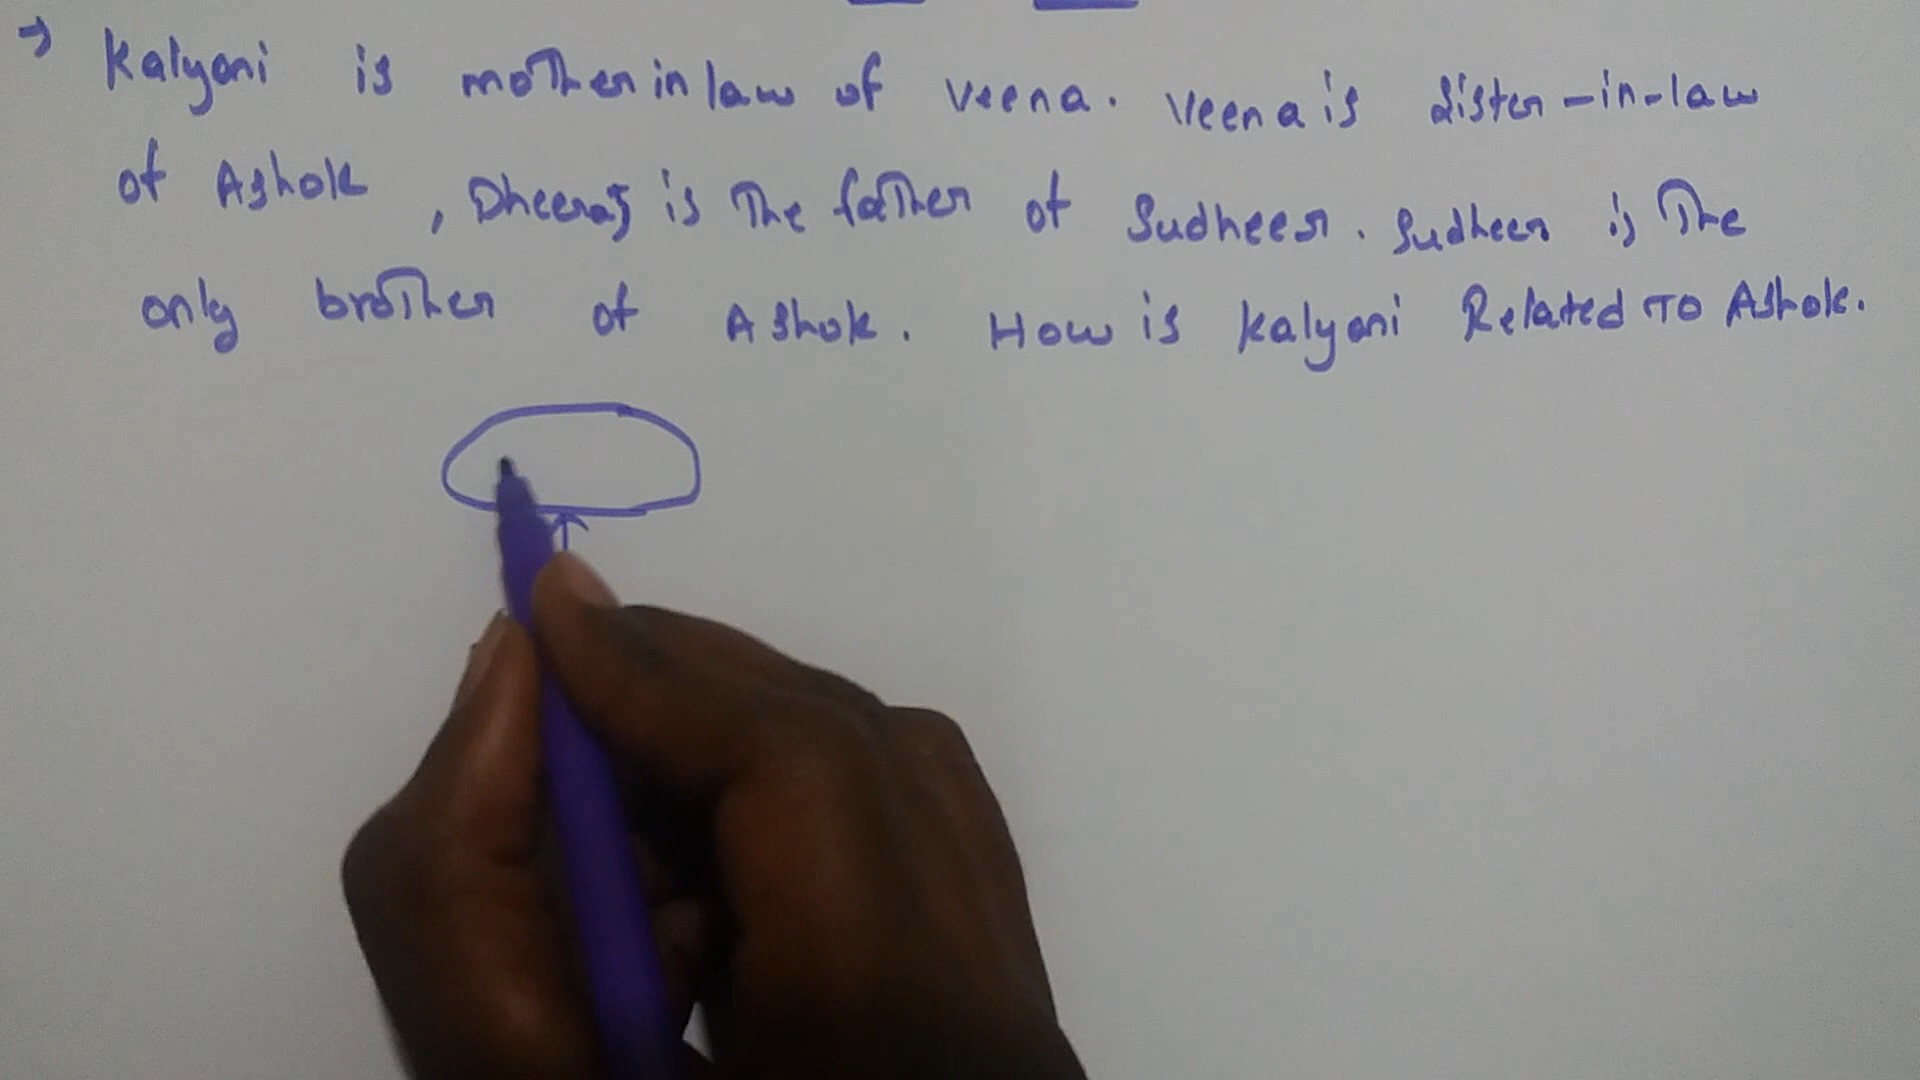 → Kalyani is mother in law of Veena. Veena is Sister-in-law
of Ashok, Dheeraj is the father of Sudheer. Sudheer is the
only brother of Ashok. How is Kalyani Related To Ashok.